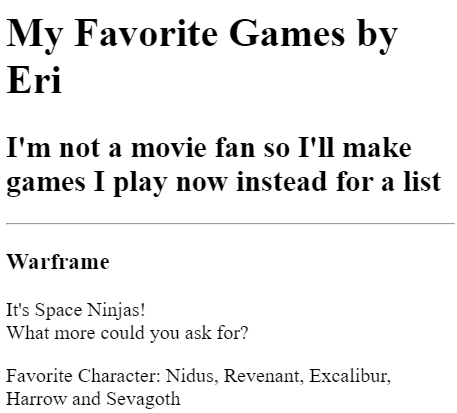 My Favorite Games by
Eri
I'm not a movie fan so I'll make
games I play now instead for a list
Warframe
It's Space Ninjas!
What more could you ask for?
Favorite Character: Nidus, Revenant, Excalibur,
Harrow and Sevagoth